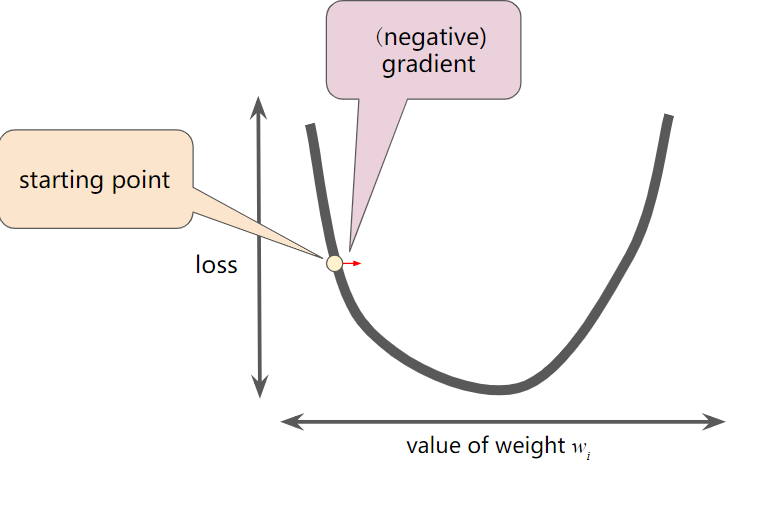 （negative)
gradient
starting point
loss
value of weight wᵢ